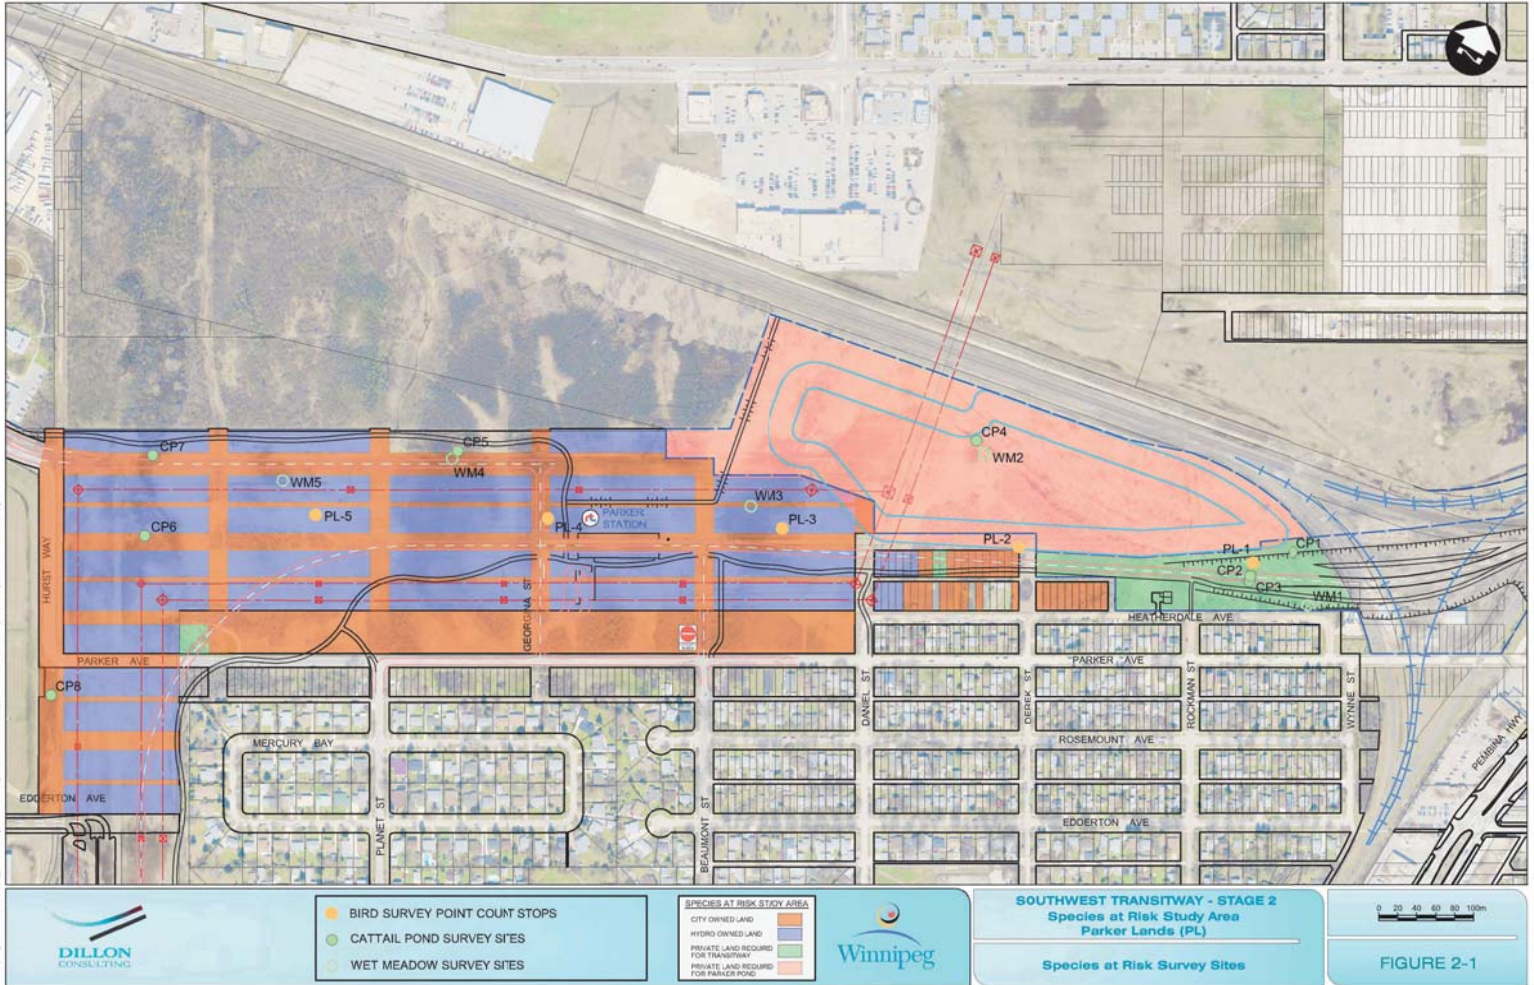 CP4
WM2
CP7
CP5
WM4
WM5
WM3
PL-5
PL-4
PARKER
STATION
PL-3
CP6
PL-2
PL-1
CP1
CP2
CP3
WM1
HURST WAY
GEORGINA ST
HEATHERDALE AVE
PARKER AVE
PARKER AVE
CP8
DANIEL ST
DEREK ST
ROCKMAN ST
WYNNE ST
MERCURY BAY
ROSEMOUNT AVE
PEMBINA HWY
EDDERTON AVE
PLANET ST
BEAUMONT ST
EDDERTON AVE
DILLON
CONSULTING
BIRD SURVEY POINT COUNT STOPS
CATTAIL POND SURVEY SITES
WET MEADOW SURVEY SITES
SPECIES AT RISK STUDY AREA
CITY OWNED LAND
HYDRO OWNED LAND
PRIVATE LAND REQUIRED
FOR TRANSITWAY
PRIVATE LAND REQUIRED
FOR PARKER POND
Winnipeg
SOUTHWEST TRANSITWAY - STAGE 2
Species at Risk Study Area
Parker Lands (PL)
Species at Risk Survey Sites
0 20 40 60 80 100m
FIGURE 2-1